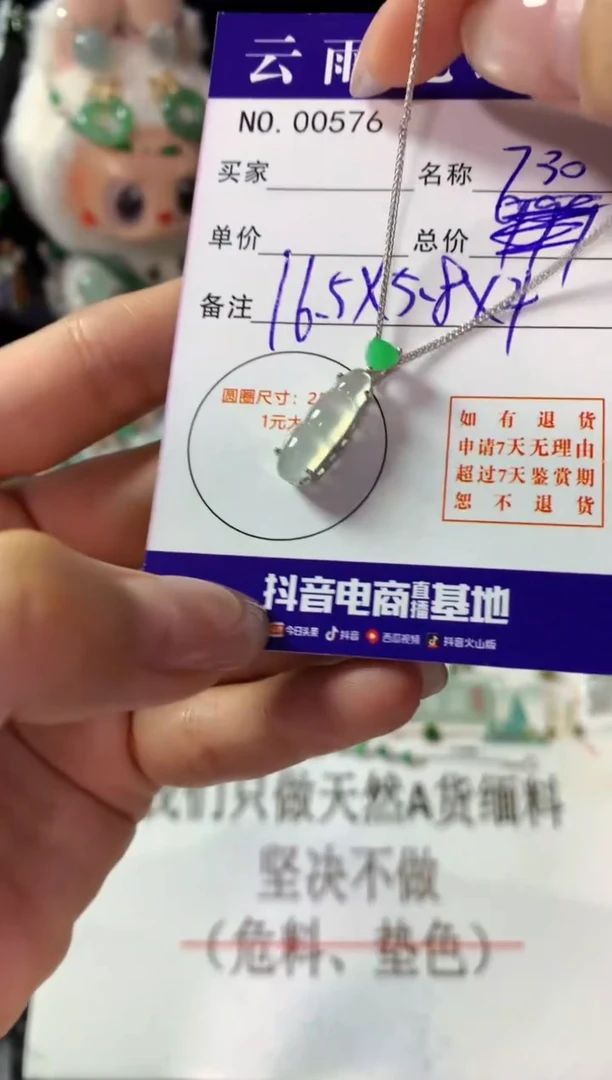 云雨
NO. 00576
买家 名称 730
单价 总价
备注 16.5X5.8X7
圆圈尺寸：2
1元大
如有退货
申请7天无理由
超过7天鉴赏期
恕不退货
抖音电商直播基地
今日头条 抖音 西瓜视频 抖音火山版
我们只做天然A货缅料
坚决不做
（危料、垫色）